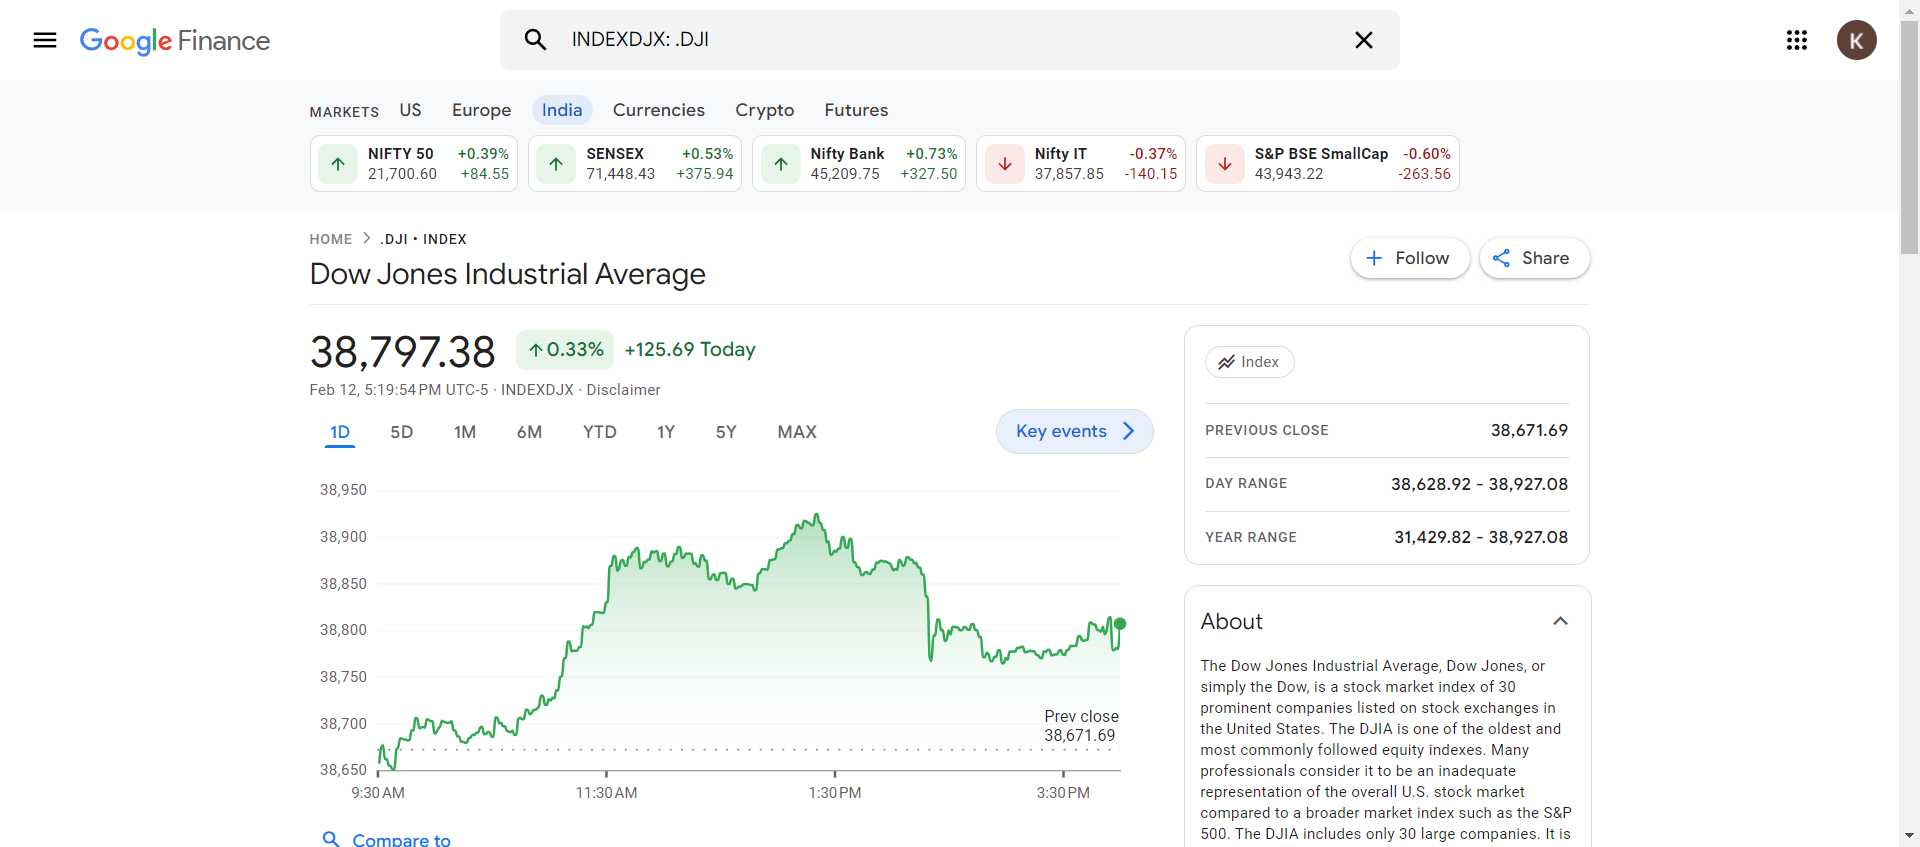 Google Finance
INDEXDJX: .DJI
K
MARKETS US Europe India Currencies Crypto Futures
NIFTY 50 +0.39%
21,700.60 +84.55
SENSEX +0.53%
71,448.43 +375.94
Nifty Bank +0.73%
45,209.75 +327.50
Nifty IT -0.37%
37,857.85 -140.15
S&P BSE SmallCap -0.60%
43,943.22 -263.56
HOME .DJI • INDEX
Dow Jones Industrial Average
Follow
Share
38,797.38 0.33% +125.69 Today
Feb 12, 5:19:54 PM UTC-5 · INDEXDJX · Disclaimer
1D 5D 1M 6M YTD 1Y 5Y MAX
Key events
38,950
38,900
38,850
38,800
38,750
38,700
38,650
Prev close
38,671.69
9:30 AM 11:30 AM 1:30 PM 3:30 PM
Compare to
Index
PREVIOUS CLOSE 38,671.69
DAY RANGE 38,628.92 - 38,927.08
YEAR RANGE 31,429.82 - 38,927.08
About
The Dow Jones Industrial Average, Dow Jones, or
simply the Dow, is a stock market index of 30
prominent companies listed on stock exchanges in
the United States. The DJIA is one of the oldest and
most commonly followed equity indexes. Many
professionals consider it to be an inadequate
representation of the overall U.S. stock market
compared to a broader market index such as the S&P
500. The DJIA includes only 30 large companies. It is